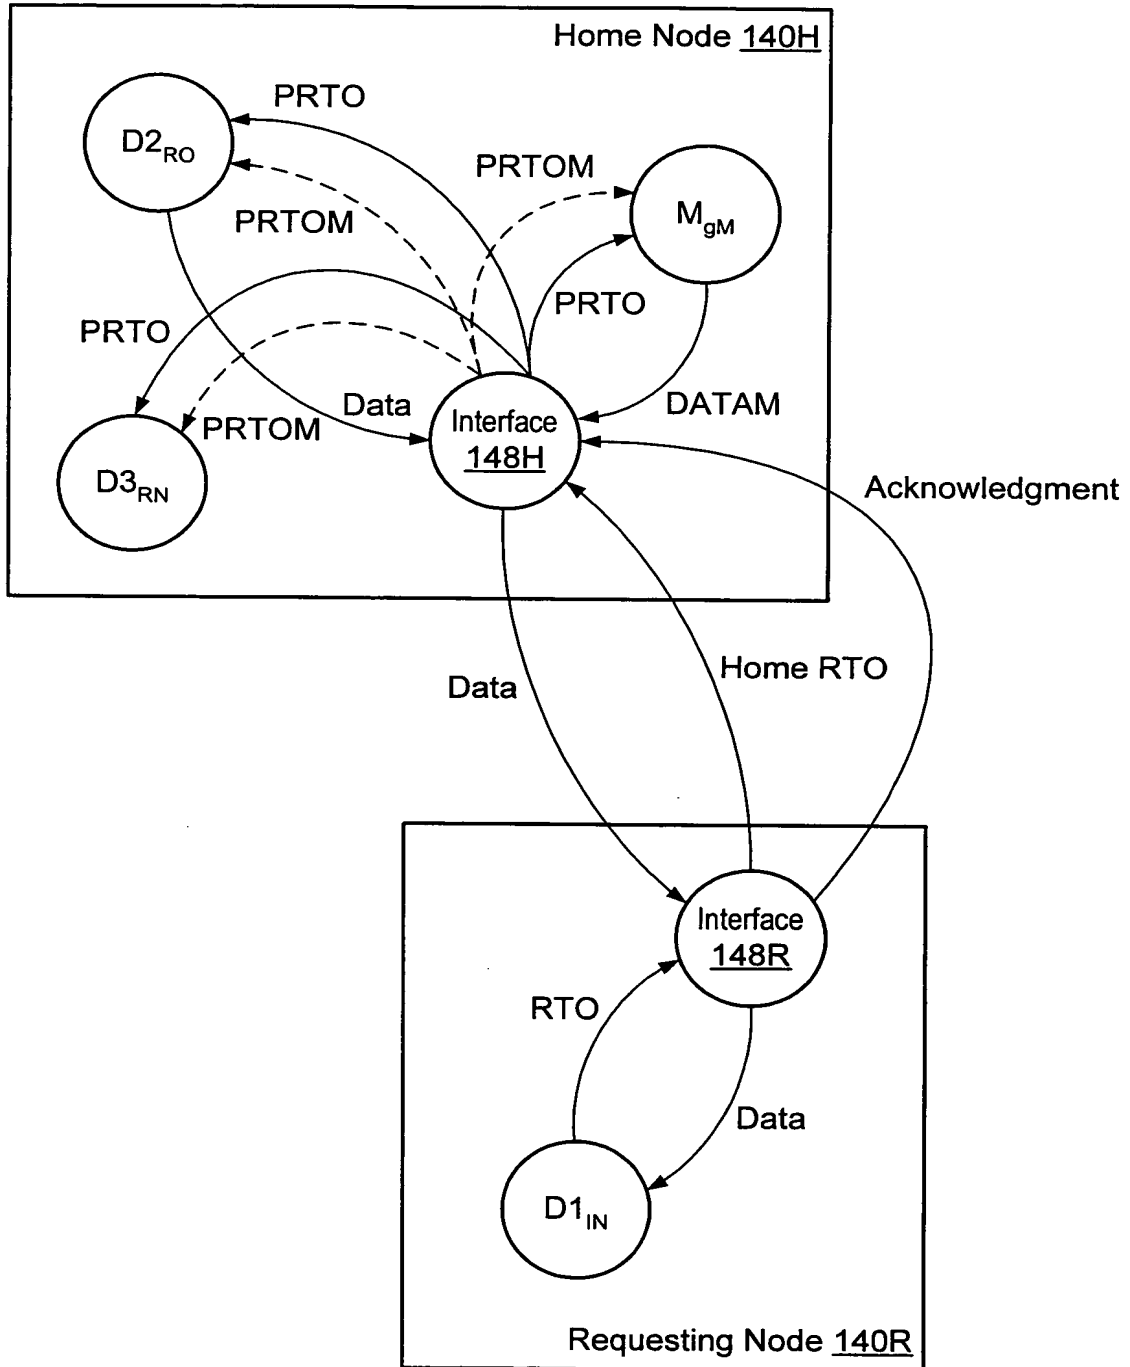 Home Node 140H
PRTO
D2RO
PRTOM
PRTOM
MgM
PRTO
PRTO
Data
DATAM
Interface
148H
PRTOM
D3RN
Acknowledgment
Home RTO
Data
Interface
148R
RTO
Data
D1IN
Requesting Node 140R